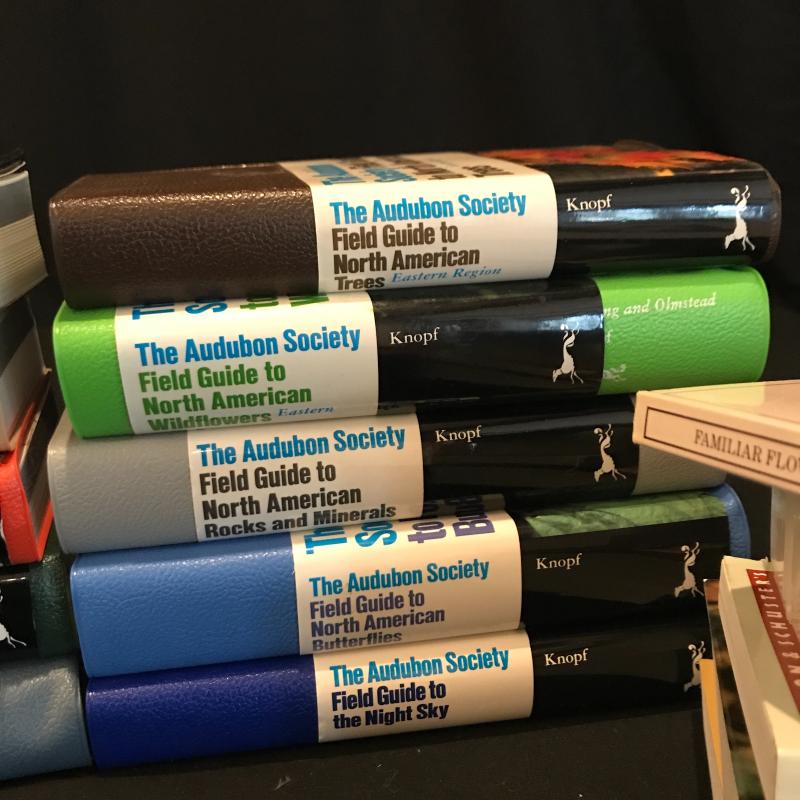 The Audubon Society
Field Guide to
North American
Trees Eastern Region
Knopf
The Audubon Society
Field Guide to
North American
Wildflowers Eastern
Knopf
and Olmstead
The Audubon Society
Field Guide to
North American
Rocks and Minerals
Knopf
The Audubon Society
Field Guide to
North American
Butterflies
Knopf
The Audubon Society
Field Guide to
the Night Sky
Knopf
FAMILIAR